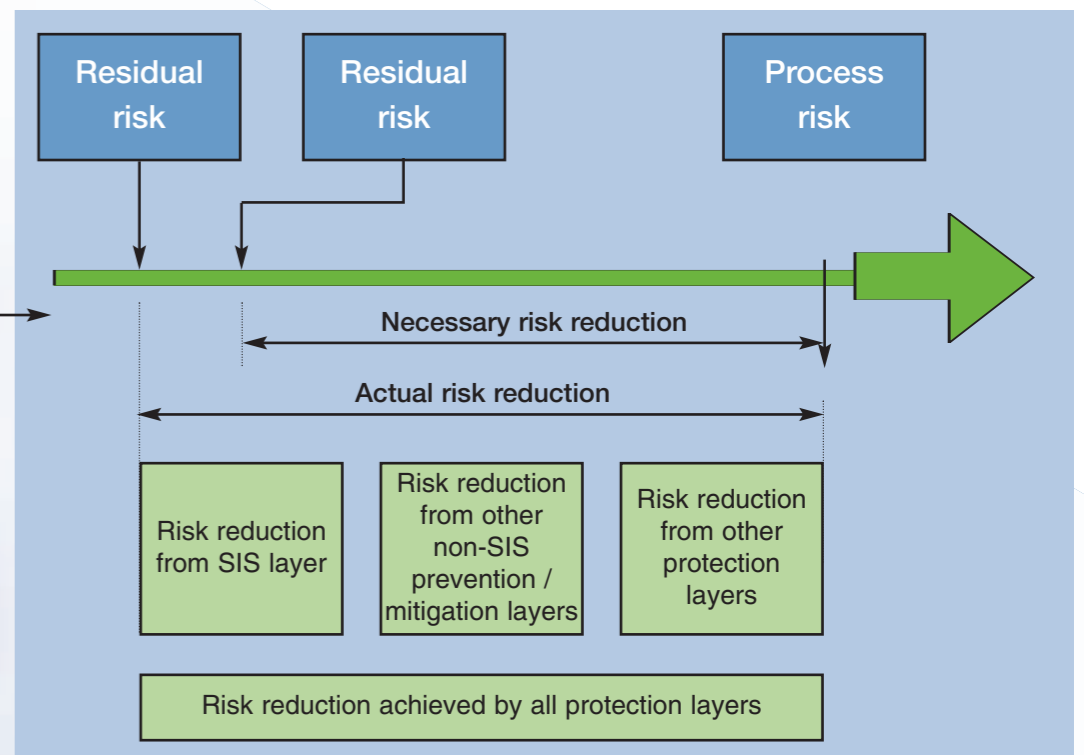 Residual
risk
Residual
risk
Process
risk
Necessary risk reduction
Actual risk reduction
Risk reduction
from SIS layer
Risk reduction
from other
non-SIS
prevention /
mitigation layers
Risk reduction
from other
protection
layers
Risk reduction achieved by all protection layers